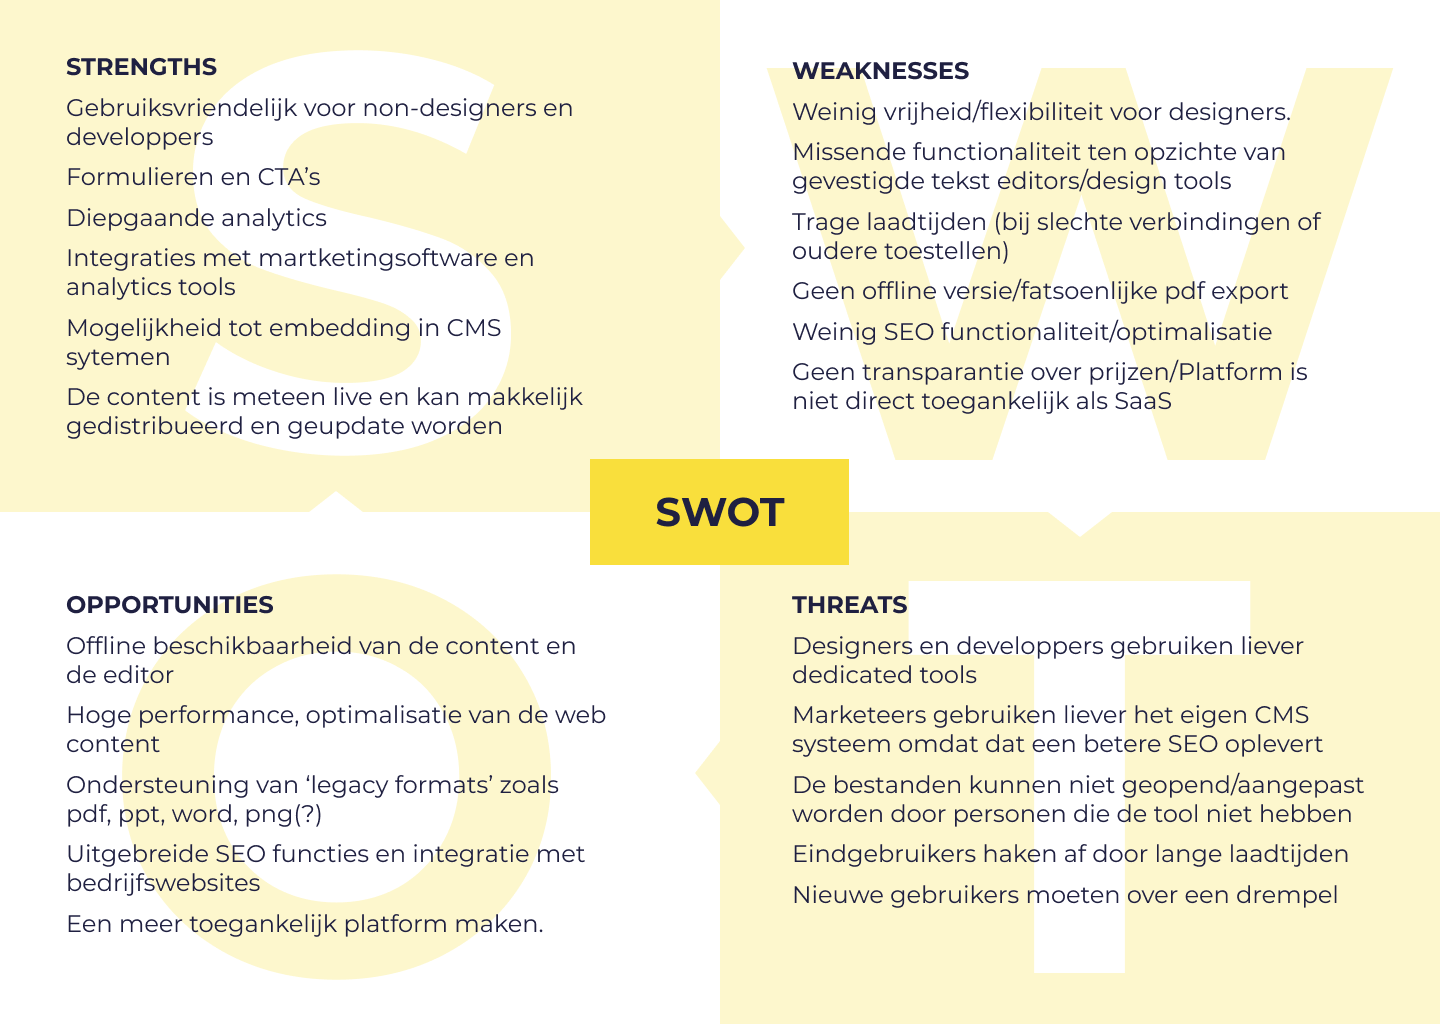 STRENGTHS
Gebruiksvriendelijk voor non-designers en
developpers
Formulieren en CTA’s
Diepgaande analytics
Integraties met martketingsoftware en
analytics tools
Mogelijkheid tot embedding in CMS
sytemen
De content is meteen live en kan makkelijk
gedistribueerd en geupdate worden
WEAKNESSES
Weinig vrijheid/flexibiliteit voor designers.
Missende functionaliteit ten opzichte van
gevestigde tekst editors/design tools
Trage laadtijden (bij slechte verbindingen of
oudere toestellen)
Geen offline versie/fatsoenlijke pdf export
Weinig SEO functionaliteit/optimalisatie
Geen transparantie over prijzen/Platform is
niet direct toegankelijk als SaaS
SWOT
OPPORTUNITIES
Offline beschikbaarheid van de content en
de editor
Hoge performance, optimalisatie van de web
content
Ondersteuning van ‘legacy formats’ zoals
pdf, ppt, word, png(?)
Uitgebreide SEO functies en integratie met
bedrijfswebsites
Een meer toegankelijk platform maken.
THREATS
Designers en developpers gebruiken liever
dedicated tools
Marketeers gebruiken liever het eigen CMS
systeem omdat dat een betere SEO oplevert
De bestanden kunnen niet geopend/aangepast
worden door personen die de tool niet hebben
Eindgebruikers haken af door lange laadtijden
Nieuwe gebruikers moeten over een drempel
S
W
O
T